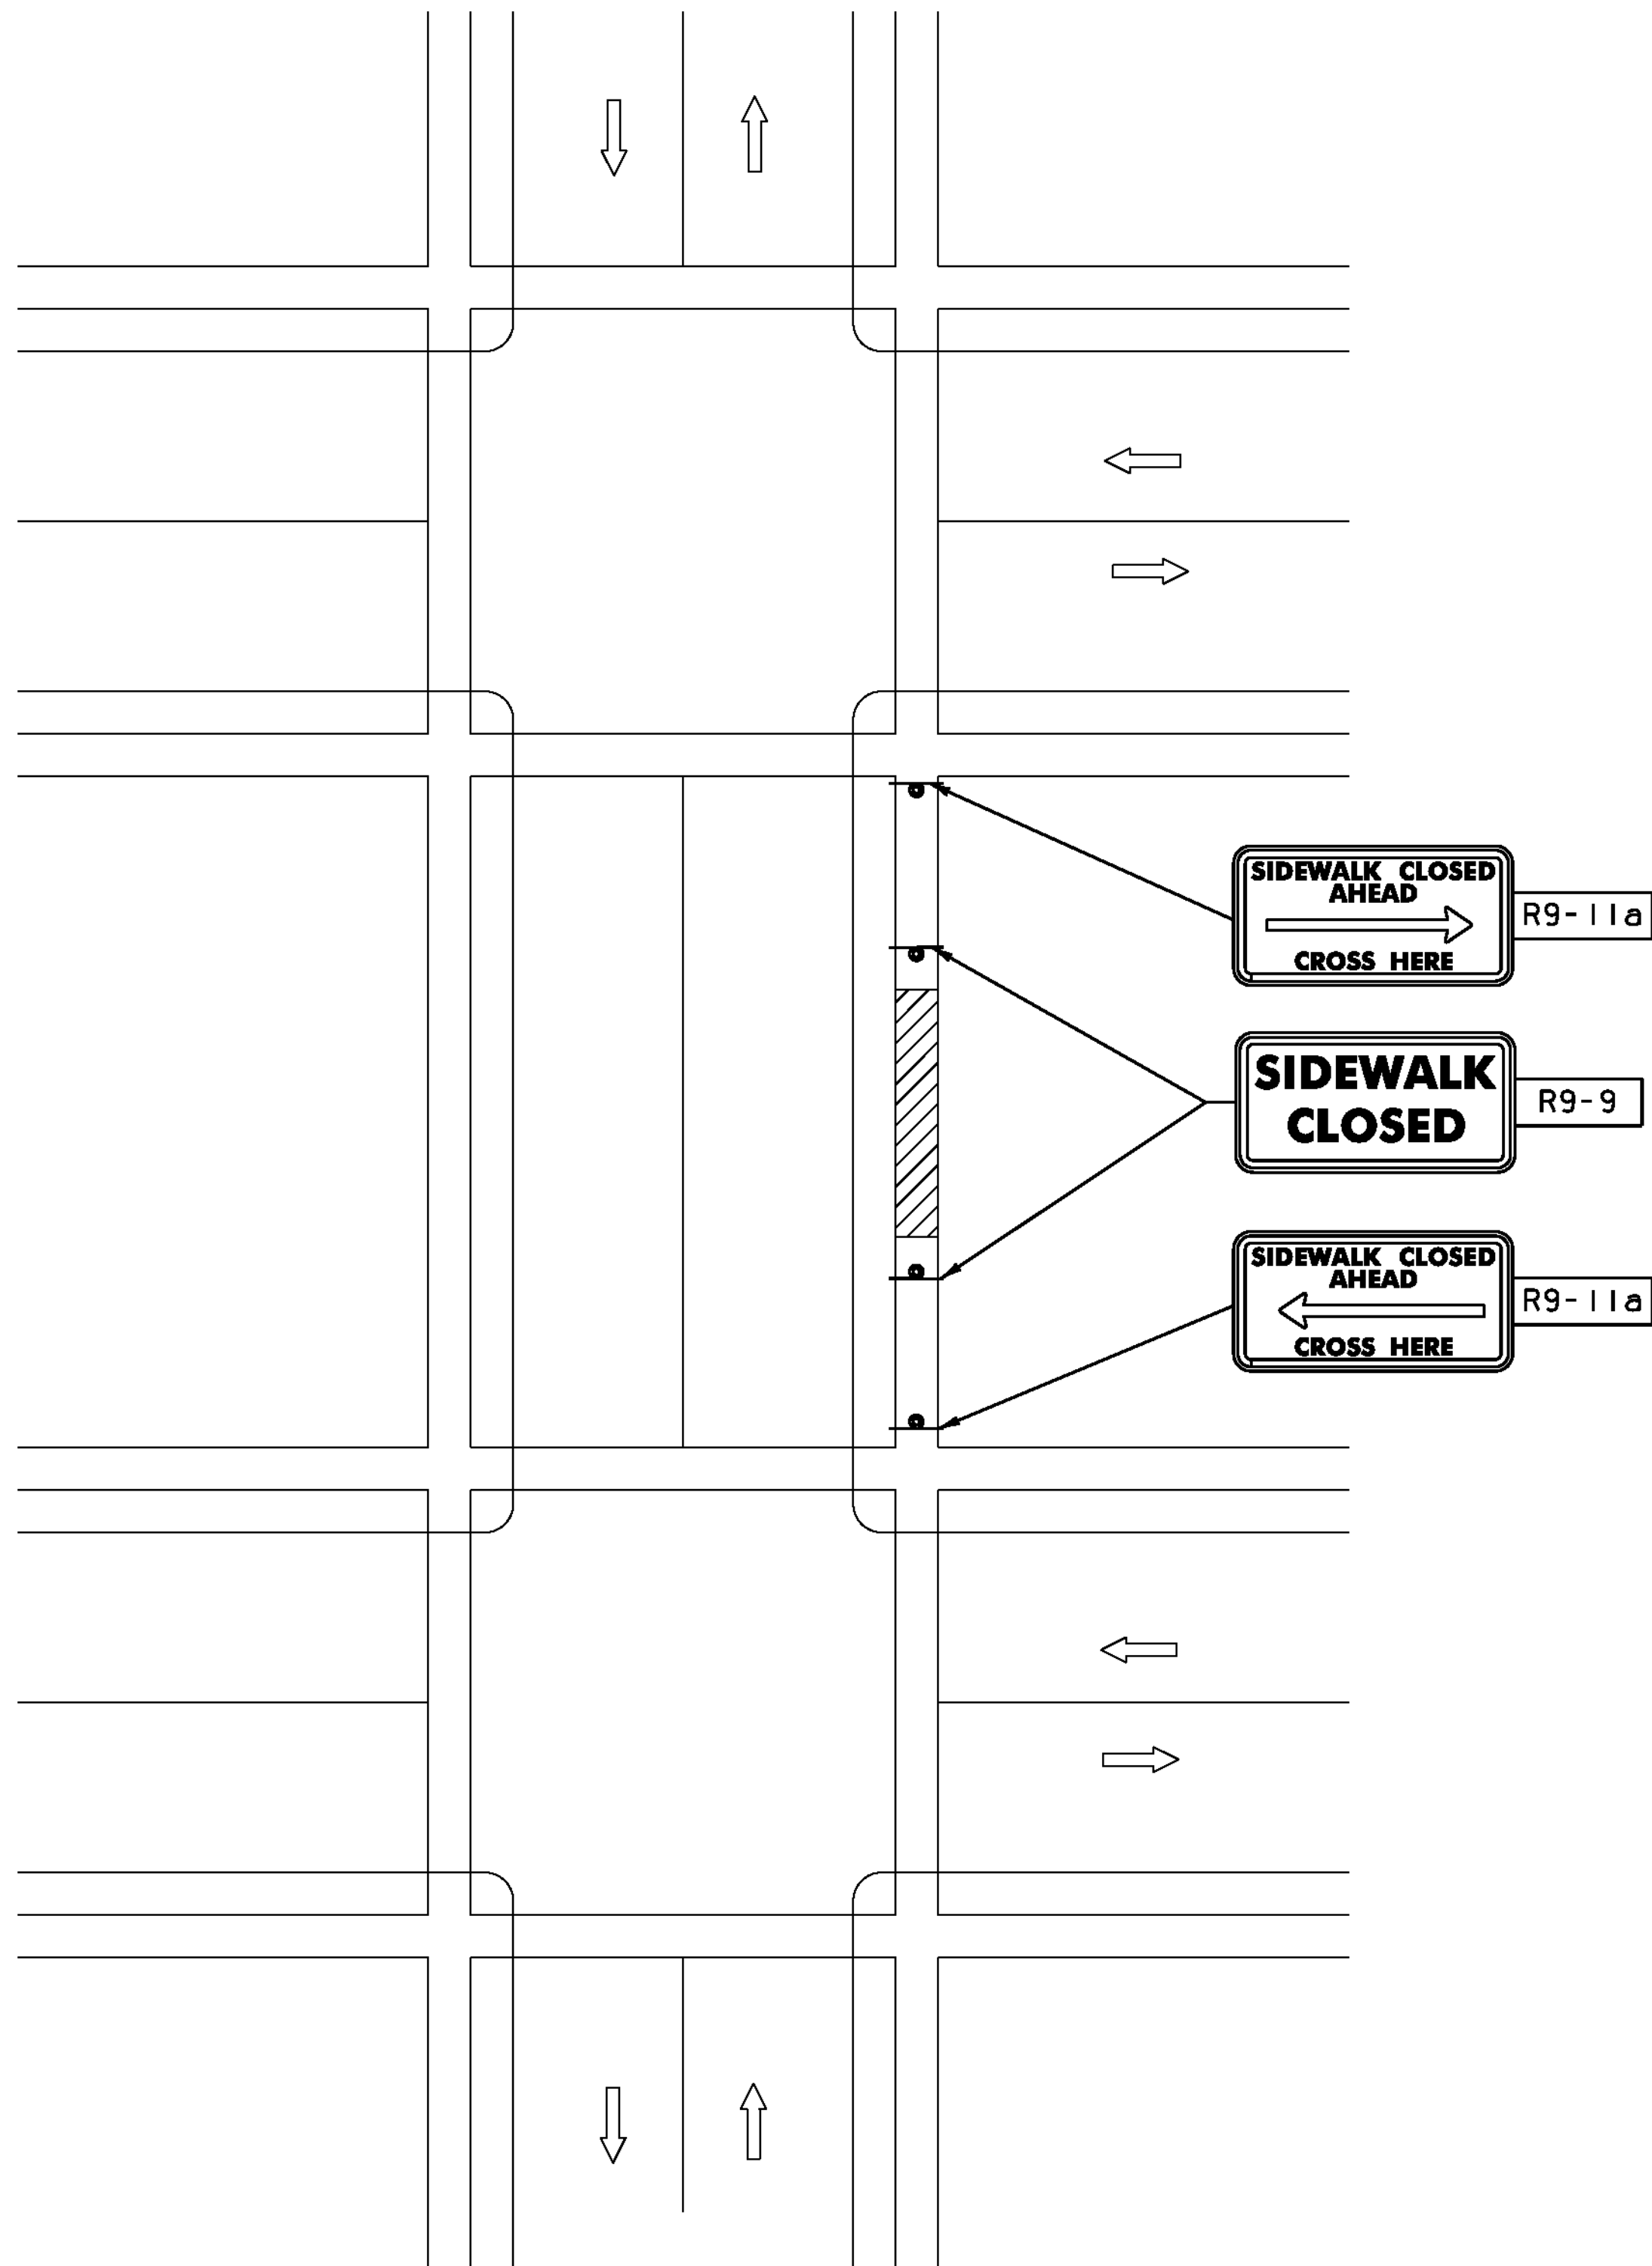 SIDEWALK CLOSED
AHEAD
CROSS HERE
R9-11a
SIDEWALK
CLOSED
R9-9
SIDEWALK CLOSED
AHEAD
CROSS HERE
R9-11a